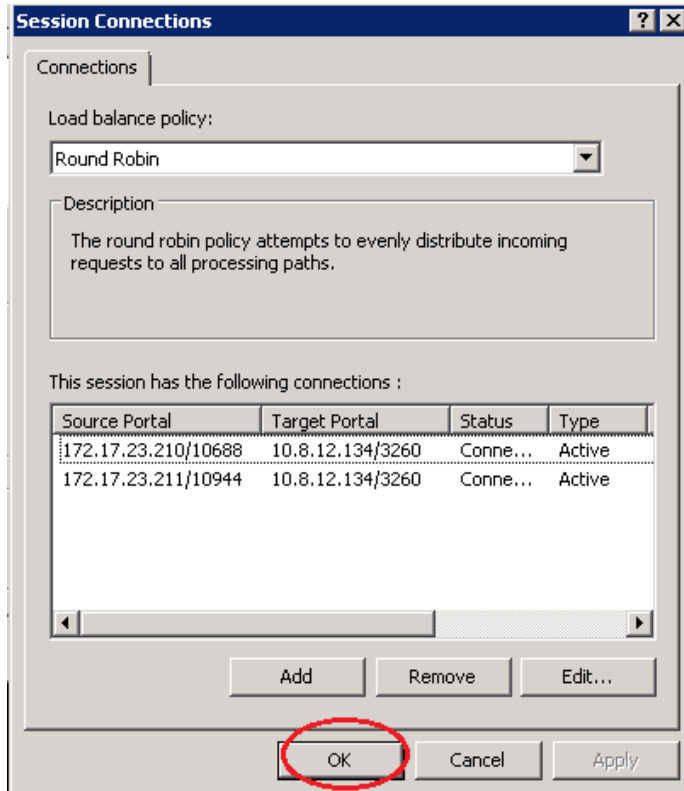 Session Connections
Connections
Load balance policy:
Round Robin
Description
The round robin policy attempts to evenly distribute incoming
requests to all processing paths.
This session has the following connections :
Source Portal Target Portal Status Type
172.17.23.210/10688 10.8.12.134/3260 Conne... Active
172.17.23.211/10944 10.8.12.134/3260 Conne... Active
Add Remove Edit...
OK Cancel Apply